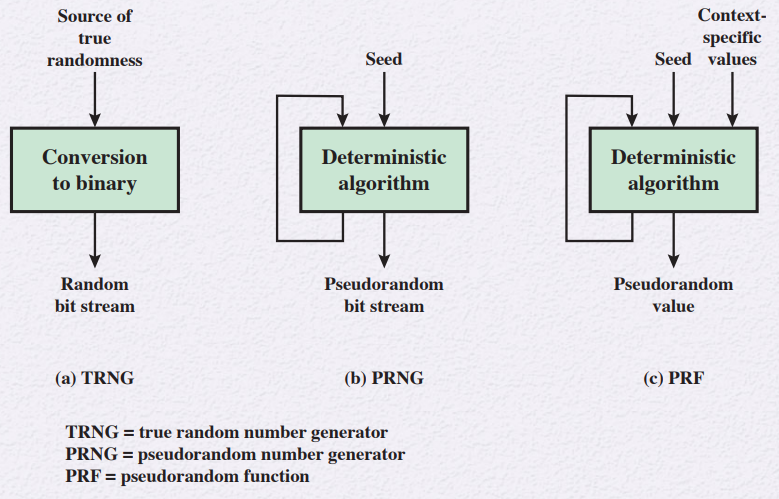 Source of
true
randomness
Conversion
to binary
Random
bit stream
(a) TRNG
Seed
Deterministic
algorithm
Pseudorandom
bit stream
(b) PRNG
Context-
specific
Seed values
Deterministic
algorithm
Pseudorandom
value
(c) PRF
TRNG = true random number generator
PRNG = pseudorandom number generator
PRF = pseudorandom function